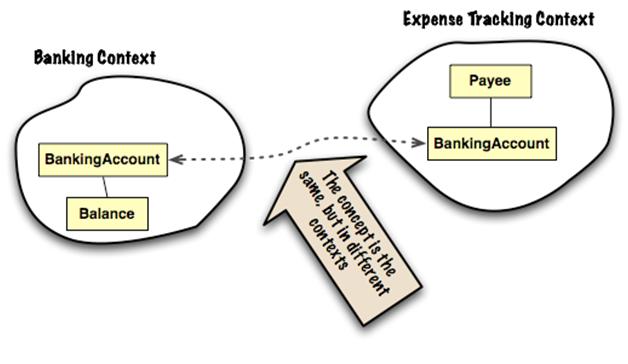 Expense Tracking Context
Banking Context
Payee
BankingAccount
BankingAccount
Balance
The concept is the
same, but in different
contexts